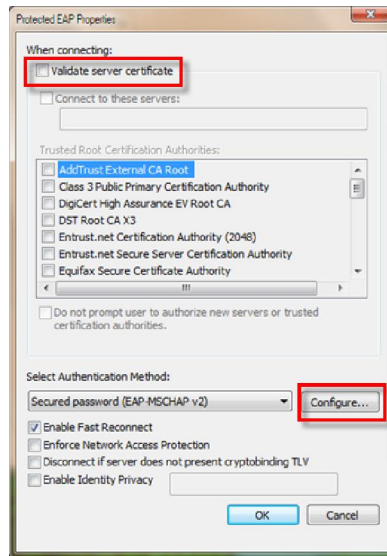 Protected EAP Properties
When connecting:
Validate server certificate
Connect to these servers:
Trusted Root Certification Authorities:
AddTrust External CA Root
Class 3 Public Primary Certification Authority
DigiCert High Assurance EV Root CA
DST Root CA X3
Entrust.net Certification Authority (2048)
Entrust.net Secure Server Certification Authority
Equifax Secure Certificate Authority
Do not prompt user to authorize new servers or trusted
certification authorities.
Select Authentication Method:
Secured password (EAP-MSCHAP v2)
Configure...
Enable Fast Reconnect
Enforce Network Access Protection
Disconnect if server does not present cryptobinding TLV
Enable Identity Privacy
OK
Cancel